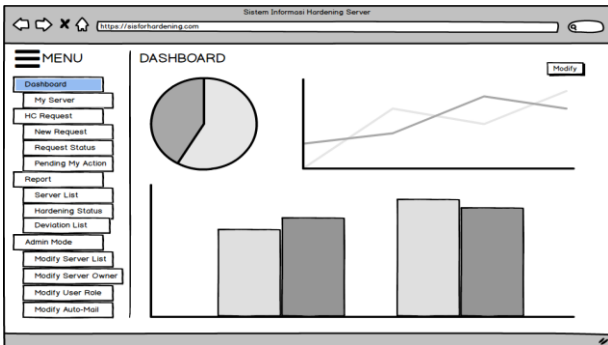 Sistem Informasi Hardening Server
https://sisforhardening.com
MENU
DASHBOARD
Modify
Dashboard
My Server
HC Request
New Request
Request Status
Pending My Action
Report
Server List
Hardening Status
Deviation List
Admin Mode
Modify Server List
Modify Server Owner
Modify User Role
Modify Auto-Mail